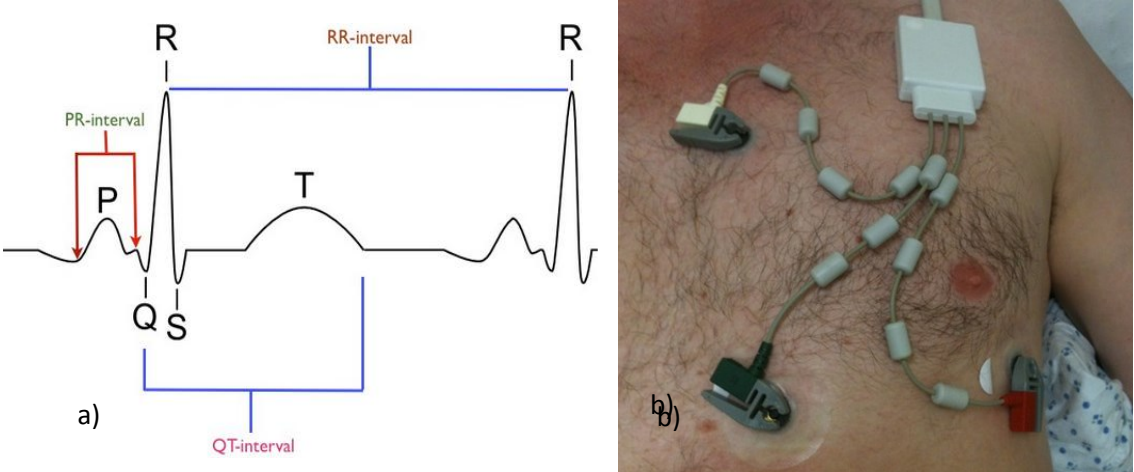 R
RR-interval
R
PR-interval
P
T
Q
S
a)
QT-interval
b)
b)